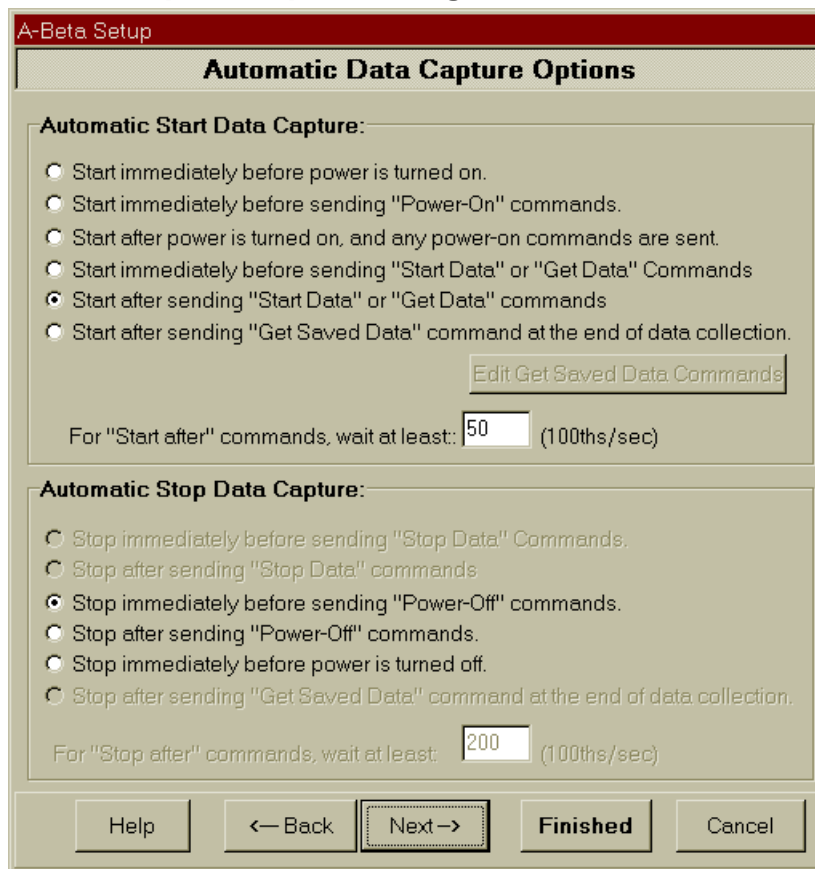 A-Beta Setup
Automatic Data Capture Options
Automatic Start Data Capture:
Start immediately before power is turned on.
Start immediately before sending "Power-On" commands.
Start after power is turned on, and any power-on commands are sent.
Start immediately before sending "Start Data" or "Get Data" Commands
Start after sending "Start Data" or "Get Data" commands
Start after sending "Get Saved Data" command at the end of data collection.
Edit Get Saved Data Commands
For "Start after" commands, wait at least:: 50 (100ths/sec)
Automatic Stop Data Capture:
Stop immediately before sending "Stop Data" Commands.
Stop after sending "Stop Data" commands
Stop immediately before sending "Power-Off" commands.
Stop after sending "Power-Off" commands.
Stop immediately before power is turned off.
Stop after sending "Get Saved Data" command at the end of data collection.
For "Stop after" commands, wait at least: 200 (100ths/sec)
Help <-- Back Next --> Finished Cancel